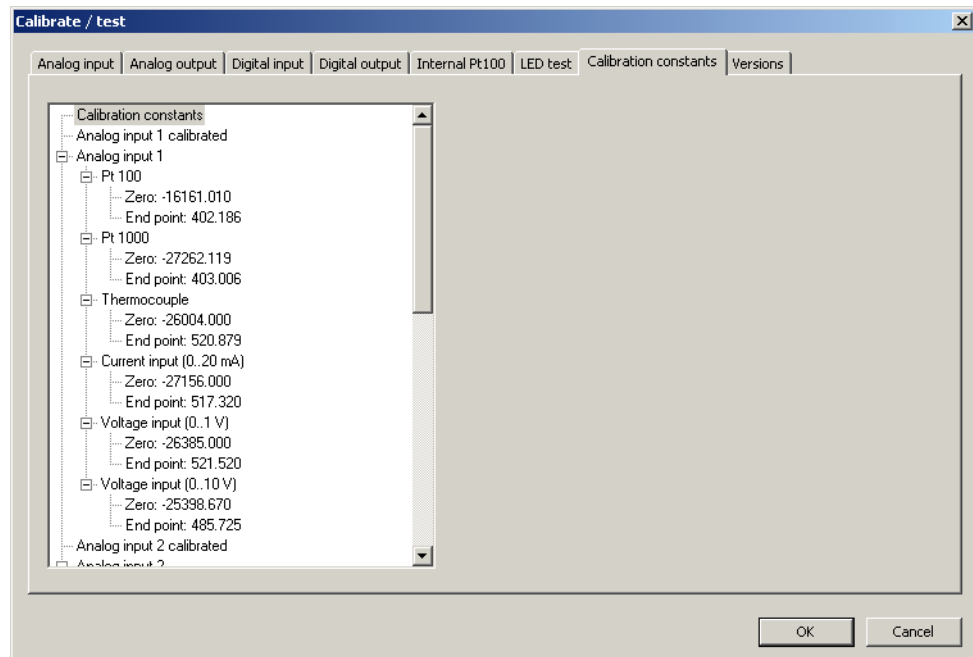 Calibrate / test
Analog input Analog output Digital input Digital output Internal Pt100 LED test Calibration constants Versions
Calibration constants
Analog input 1 calibrated
Analog input 1
Pt 100
Zero: -16161.010
End point: 402.186
Pt 1000
Zero: -27262.119
End point: 403.006
Thermocouple
Zero: -26004.000
End point: 520.879
Current input (0..20 mA)
Zero: -27156.000
End point: 517.320
Voltage input (0..1 V)
Zero: -26385.000
End point: 521.520
Voltage input (0..10 V)
Zero: -25398.670
End point: 485.725
Analog input 2 calibrated
Analog input 2
OK Cancel